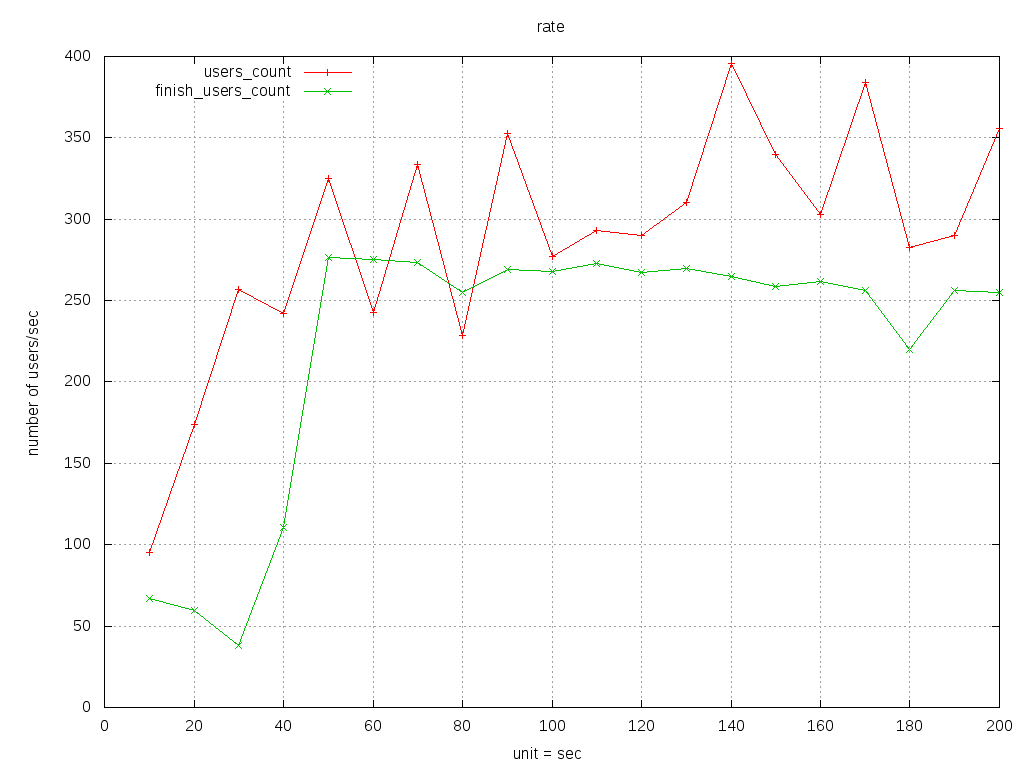 rate
users_count
finish_users_count
400
350
300
250
200
150
100
50
0
number of users/sec
0 20 40 60 80 100 120 140 160 180 200
unit = sec